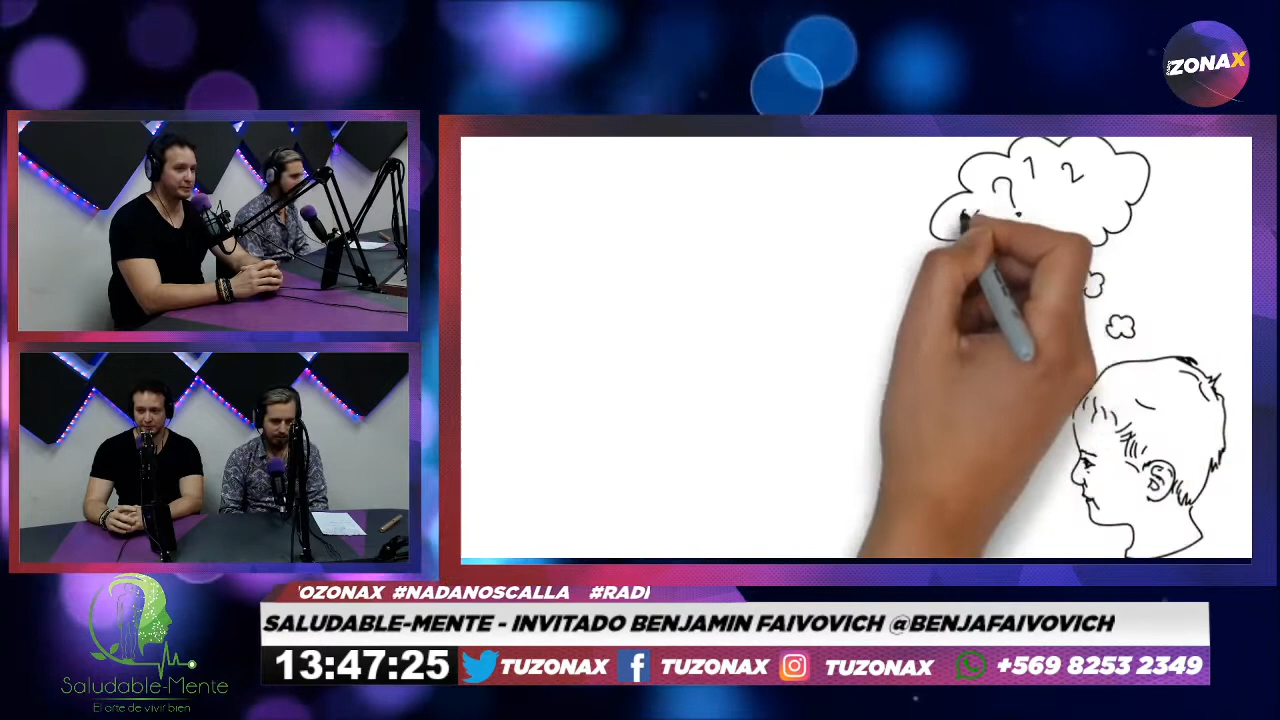 ZONAX
? 1 2
OZONAX #NADANOSCALLA #RADI
SALUDABLE-MENTE - INVITADO BENJAMIN FAIVOVICH @BENJAFAIVOVICH
13:47:25 TUZONAX TUZONAX TUZONAX +569 8253 2349
Saludable-Mente
El arte de vivir bien